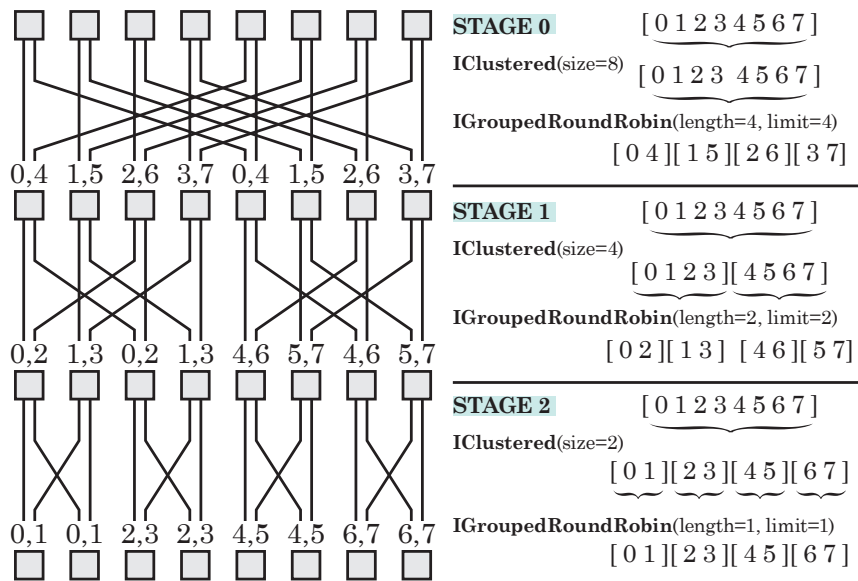 0,4 1,5 2,6 3,7 0,4 1,5 2,6 3,7
0,2 1,3 0,2 1,3 4,6 5,7 4,6 5,7
0,1 0,1 2,3 2,3 4,5 4,5 6,7 6,7
STAGE 0 [ 0 1 2 3 4 5 6 7 ]
IClustered(size=8) [ 0 1 2 3 4 5 6 7 ]
IGroupedRoundRobin(length=4, limit=4)
[ 0 4 ][ 1 5 ][ 2 6 ][ 3 7 ]
STAGE 1 [ 0 1 2 3 4 5 6 7 ]
IClustered(size=4)
[ 0 1 2 3 ][ 4 5 6 7 ]
IGroupedRoundRobin(length=2, limit=2)
[ 0 2 ][ 1 3 ] [ 4 6 ][ 5 7 ]
STAGE 2 [ 0 1 2 3 4 5 6 7 ]
IClustered(size=2)
[ 0 1 ][ 2 3 ][ 4 5 ][ 6 7 ]
IGroupedRoundRobin(length=1, limit=1)
[ 0 1 ][ 2 3 ][ 4 5 ][ 6 7 ]